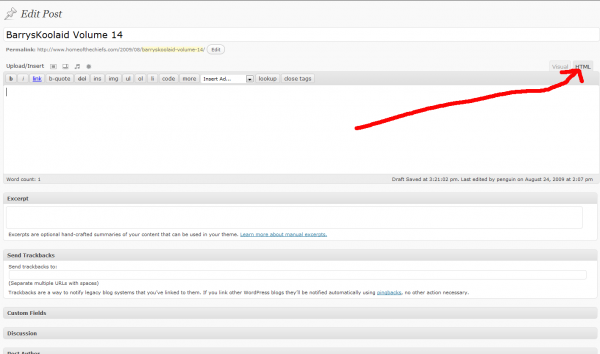 Edit Post
BarrysKoolaid Volume 14
Permalink: http://www.homeofthechiefs.com/2009/08/barryskoolaid-volume-14/ Edit
Upload/Insert Visual HTML
b i link b-quote del ins img ul ol li code more Insert Ad... lookup close tags
Word count: 1 Draft Saved at 3:21:02 pm. Last edited by penguin on August 24, 2009 at 2:07 pm
Excerpt
Excerpts are optional hand-crafted summaries of your content that can be used in your theme. Learn more about manual excerpts.
Send Trackbacks
Send trackbacks to:
(Separate multiple URLs with spaces)
Trackbacks are a way to notify legacy blog systems that you've linked to them. If you link other WordPress blogs they'll be notified automatically using pingbacks, no other action necessary.
Custom Fields
Discussion
Post Author